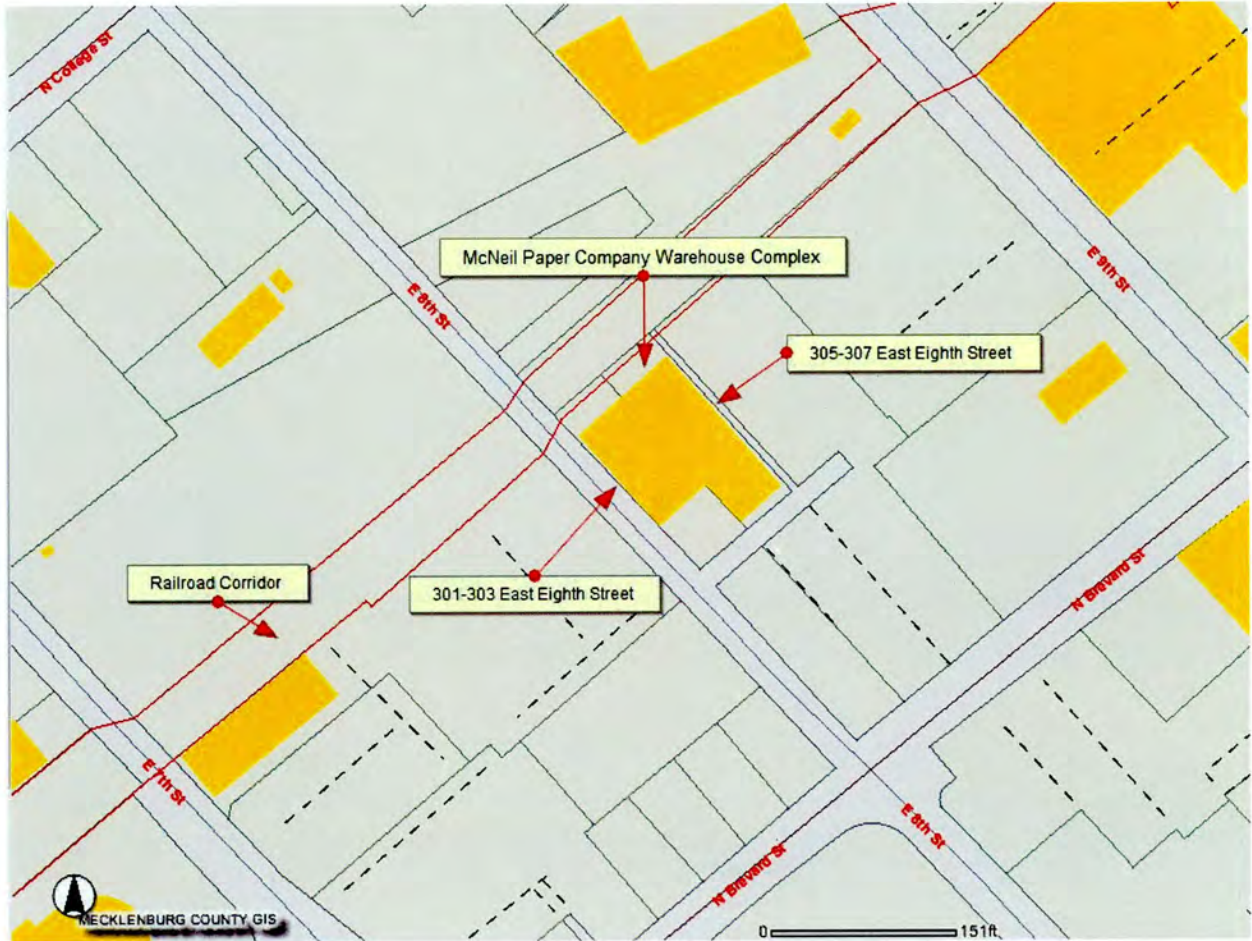 N College St
E 8th St
McNeil Paper Company Warehouse Complex
E 9th St
305-307 East Eighth Street
Railroad Corridor
301-303 East Eighth Street
N Brevard St
E 7th St
E 8th St
N Brevard St
MECKLENBURG COUNTY GIS
0 151ft